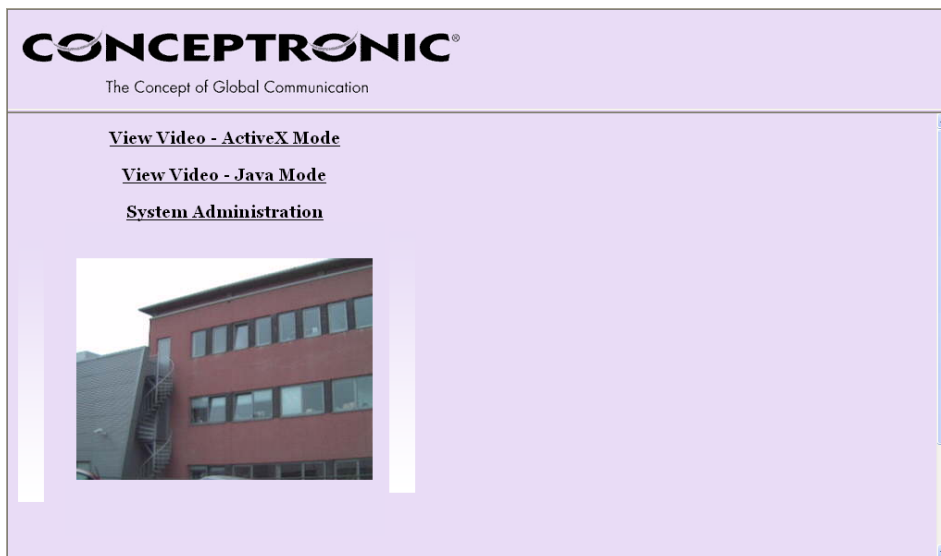 CONCEPTRONIC®
The Concept of Global Communication
View Video - ActiveX Mode
View Video - Java Mode
System Administration